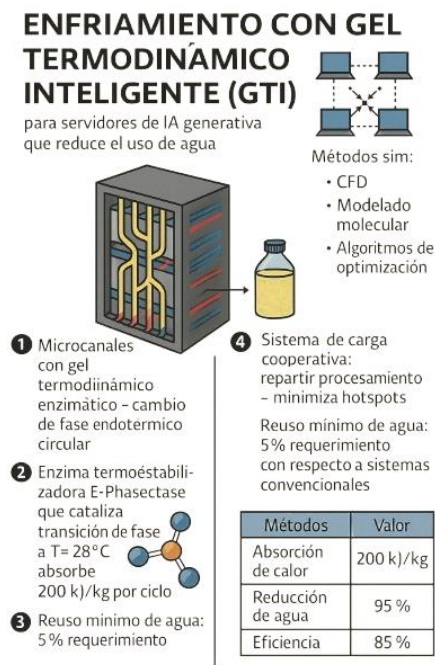 ENFRIAMIENTO CON GEL
TERMODINÁMICO
INTELIGENTE (GTI)
para servidores de IA generativa
que reduce el uso de agua
Métodos sim:
• CFD
• Modelado
molecular
• Algoritmos de
optimización
1 Microcanales
con gel
termodiinámico
enzimàtico – cambio
de fase endotérmico
circular
2 Enzima termoéstabili-
zadora E-Phasectase
que cataliza
transición de fase
a T= 28°C
absorbe
200 k)/kg por ciclo
3 Reuso minimo de agua:
5% requerimiento
4 Sistema de carga
cooperativa:
repartir procesamiento
– minimiza hotspots
Reuso mínimo de agua:
5% requerimiento
con respecto a sistemas
convencionales
Métodos Valor
Absorción
de calor 200 k)/kg
Reducción
de agua 95 %
Eficiencia 85 %